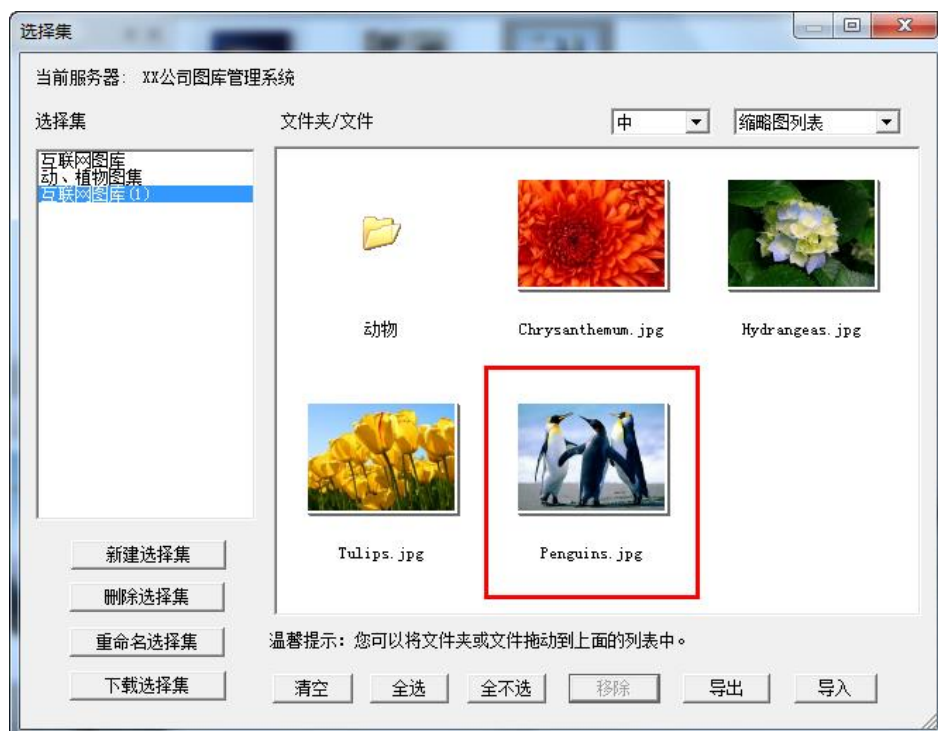 选择集
当前服务器: XX公司图库管理系统
选择集
文件夹/文件
中
缩略图列表
互联网图库
动、植物图集
互联网图库(1)
动物
Chrysanthemum.jpg
Hydrangeas.jpg
Tulips.jpg
Penguins.jpg
新建选择集
删除选择集
重命名选择集
下载选择集
温馨提示: 您可以将文件夹或文件拖动到上面的列表中。
清空
全选
全不选
移除
导出
导入